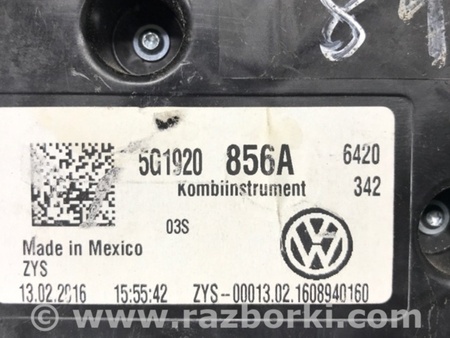 5G1920 856A 6420
Kombiinstrument 342
03S
Made in Mexico
ZYS
13.02.2016 15:55:42 ZYS--00013.02.1608940160
www.razborki.com